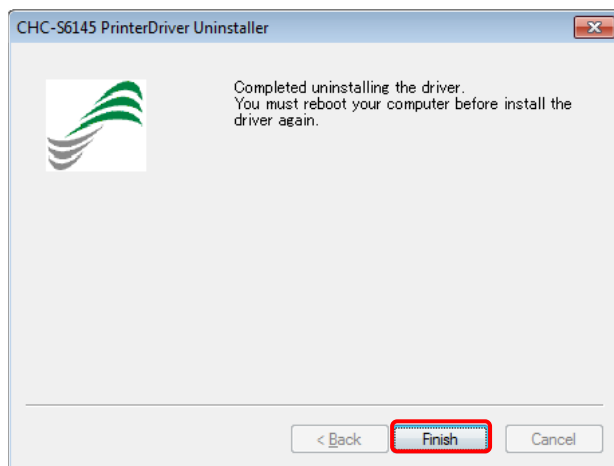 CHC-S6145 PrinterDriver Uninstaller
Completed uninstalling the driver.
You must reboot your computer before install the
driver again.
< Back
Finish
Cancel